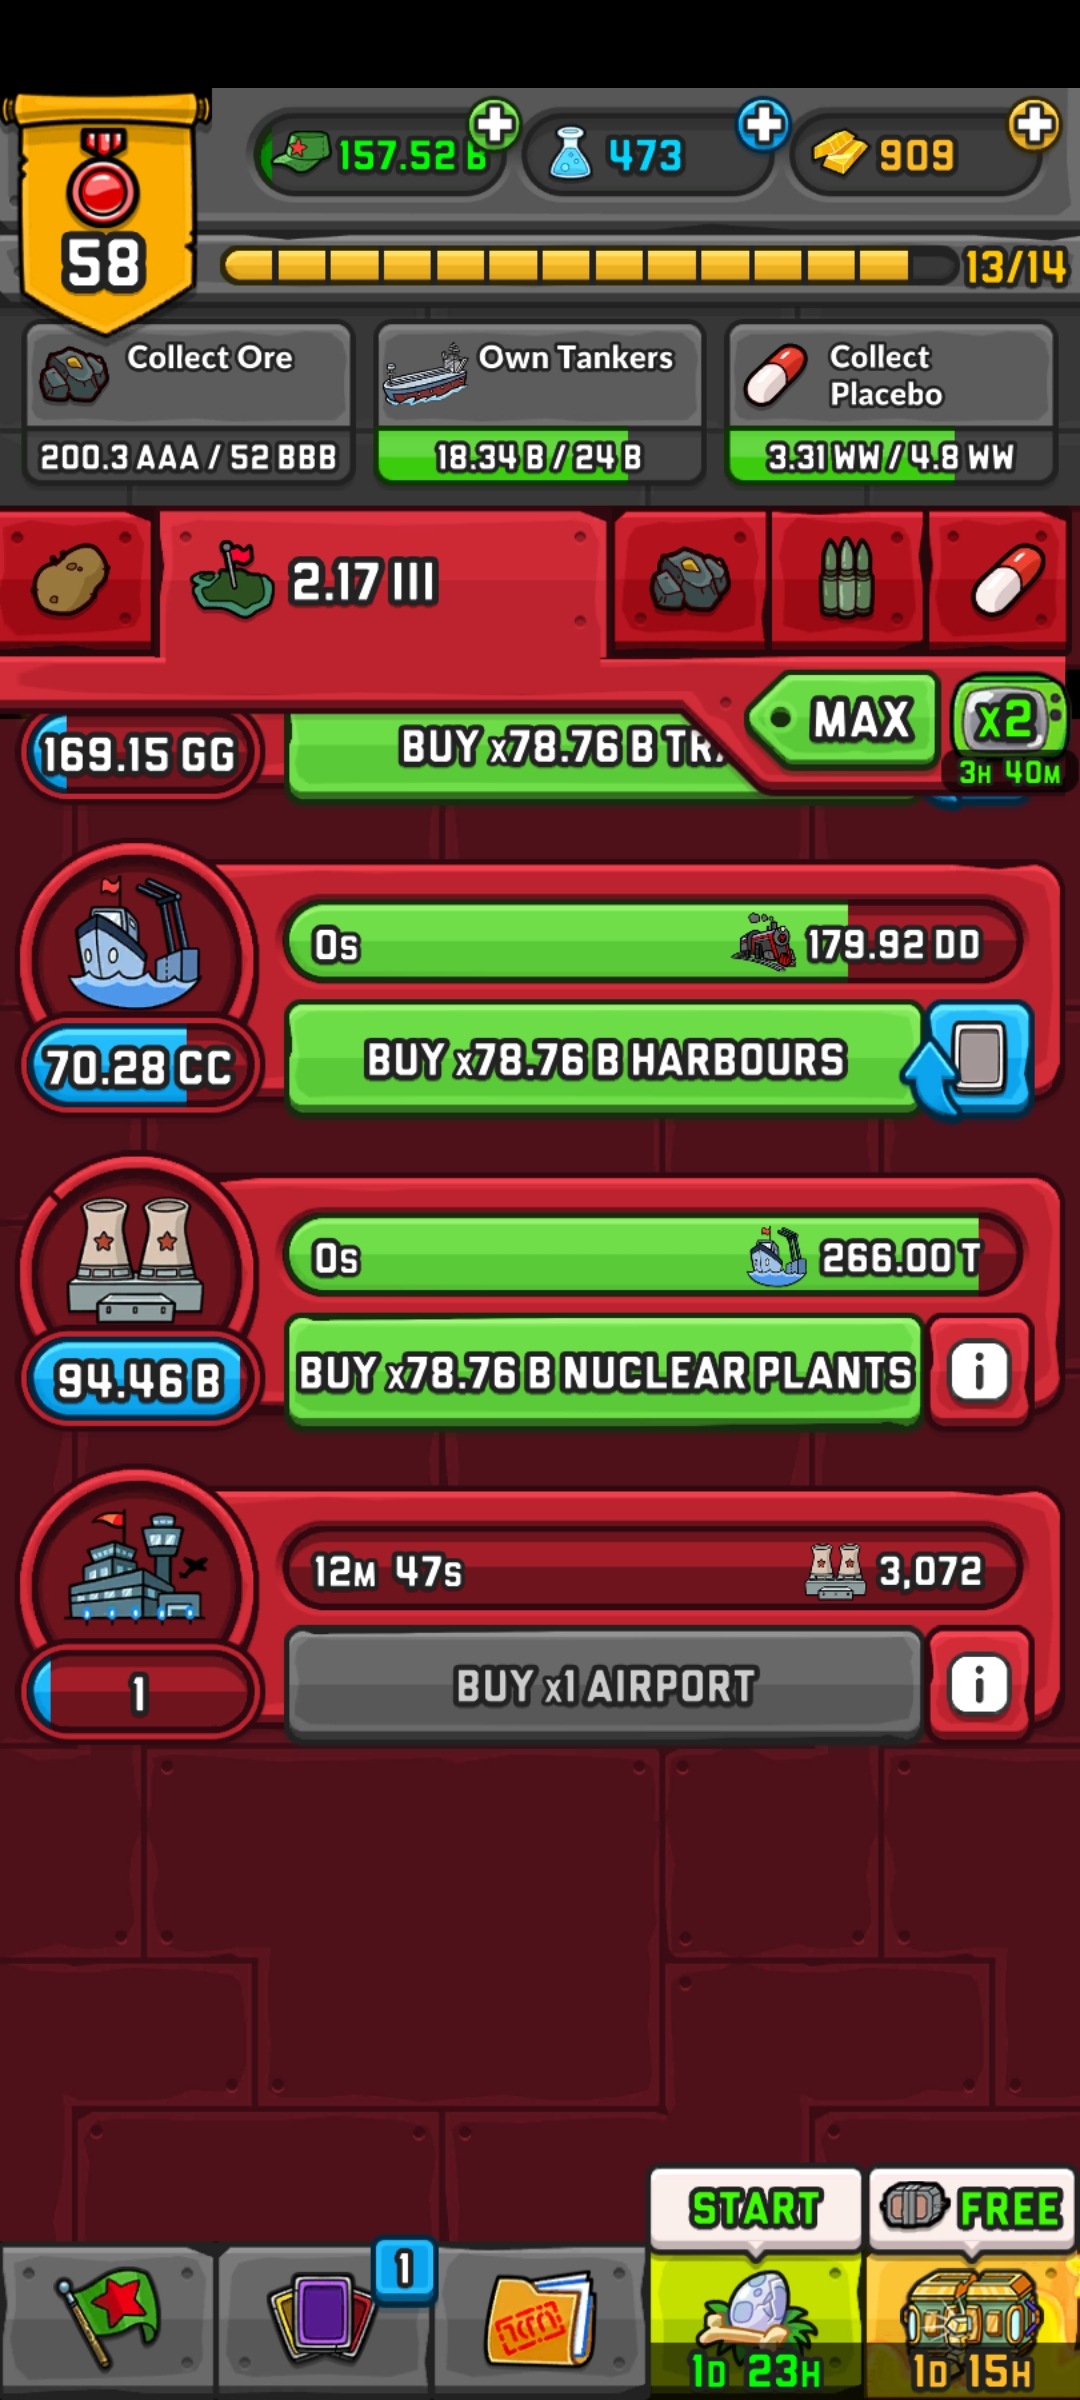 157.52 B
473
909
58
13/14
Collect Ore
200.3 AAA / 52 BBB
Own Tankers
18.34 B / 24 B
Collect
Placebo
3.31 WW / 4.8 WW
2.17 III
MAX
x2
3H 40M
169.15 GG
BUY x78.76 B
0s
179.92 DD
70.28 CC
BUY x78.76 B HARBOURS
0s
266.00 T
94.46 B
BUY x78.76 B NUCLEAR PLANTS
i
12M 47s
3,072
1
BUY x1 AIRPORT
i
START
FREE
1
1D 23H
1D 15H